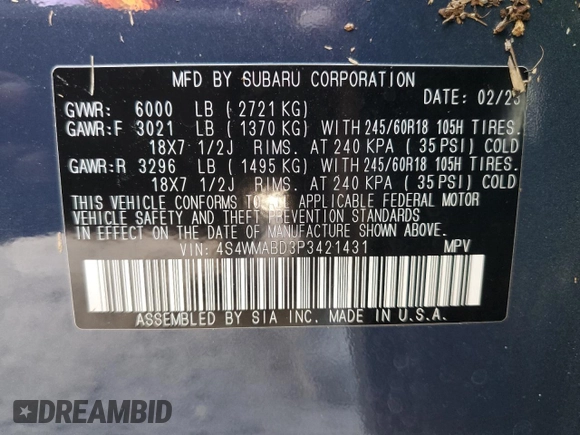 MFD BY SUBARU CORPORATION
DATE: 02/23
GVWR: 6000 LB (2721 KG)
GAWR:F 3021 LB (1370 KG) WITH 245/60R18 105H TIRES.
18X7 1/2J RIMS. AT 240 KPA (35 PSI) COLD
GAWR:R 3296 LB (1495 KG) WITH 245/60R18 105H TIRES.
18X7 1/2J RIMS. AT 240 KPA (35 PSI) COLD
THIS VEHICLE CONFORMS TO ALL APPLICABLE FEDERAL MOTOR
VEHICLE SAFETY AND THEFT PREVENTION STANDARDS
IN EFFECT ON THE DATE OF MANUFACTURE SHOWN ABOVE.
VIN: 4S4WMABD3P3421431 MPV
ASSEMBLED BY SIA INC. MADE IN U.S.A.
DREAMBID